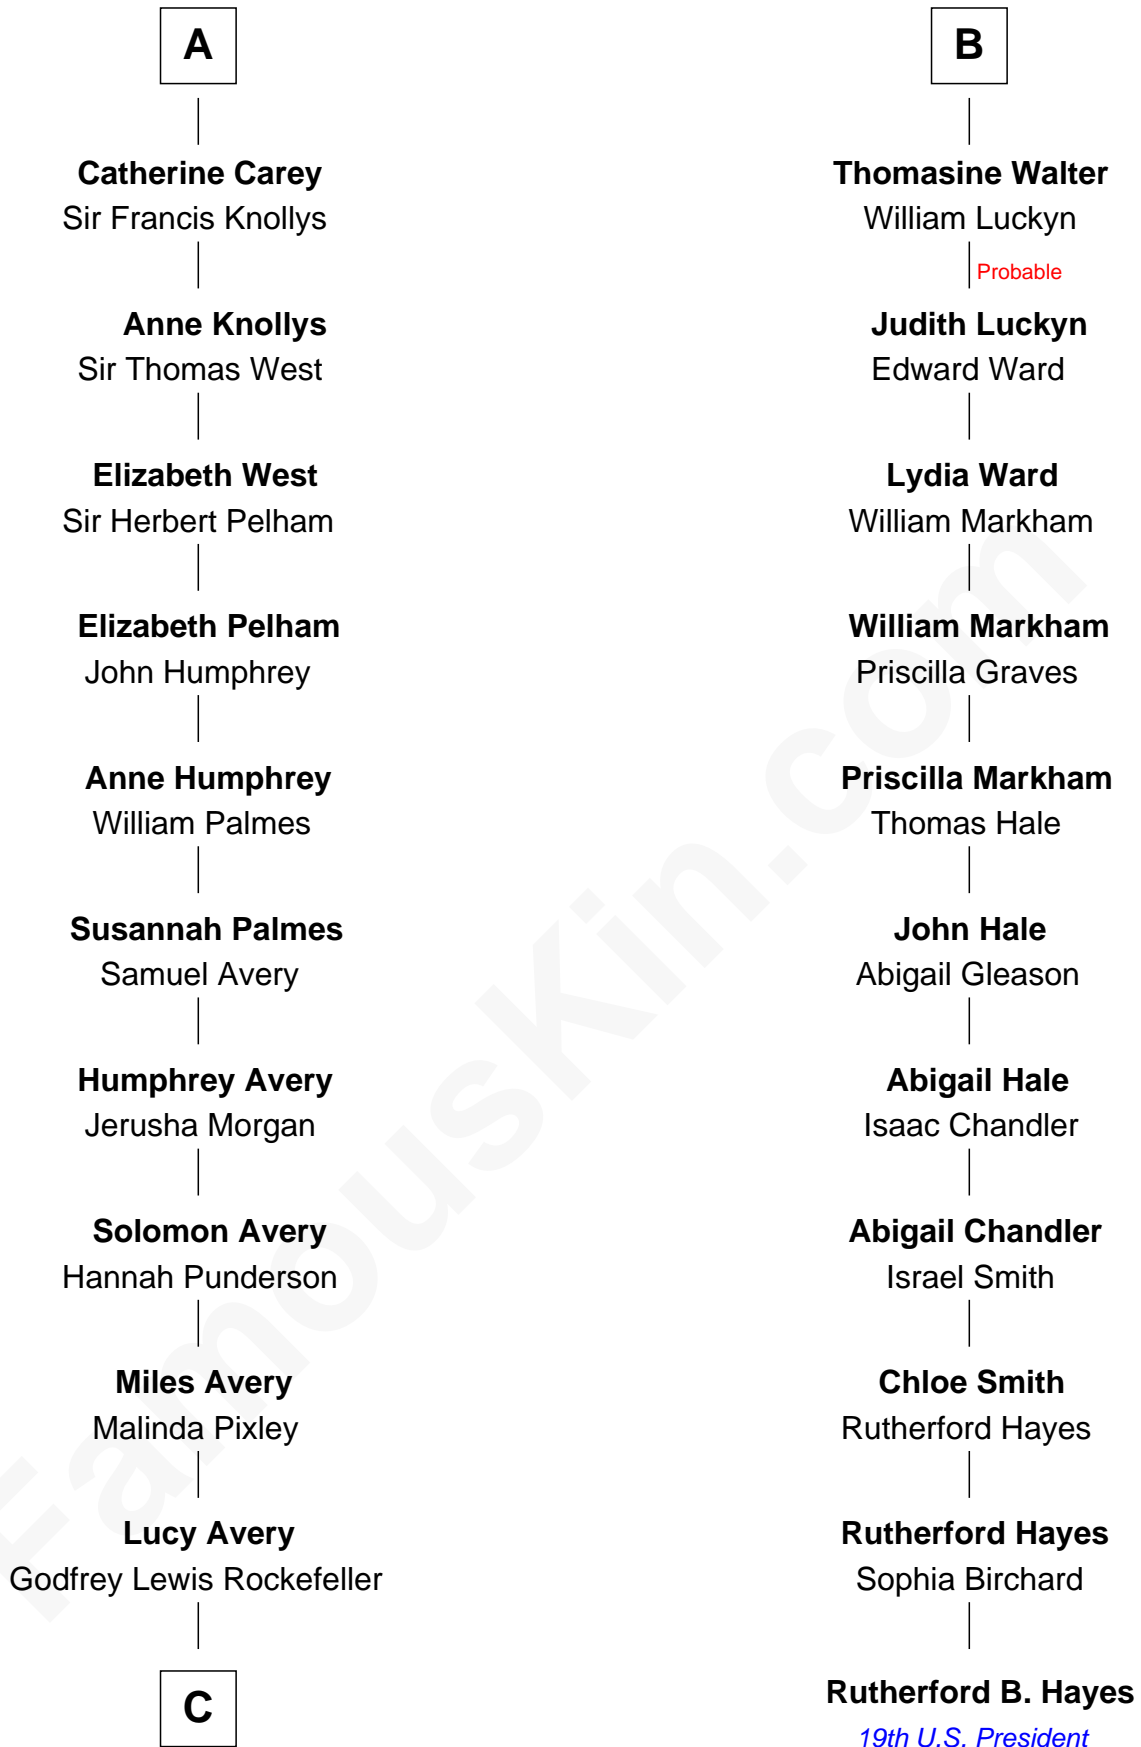 A
Catherine Carey
Sir Francis Knollys
Anne Knollys
Sir Thomas West
Elizabeth West
Sir Herbert Pelham
Elizabeth Pelham
John Humphrey
Anne Humphrey
William Palmes
Susannah Palmes
Samuel Avery
Humphrey Avery
Jerusha Morgan
Solomon Avery
Hannah Punderson
Miles Avery
Malinda Pixley
Lucy Avery
Godfrey Lewis Rockefeller
C
B
Thomasine Walter
William Luckyn
Probable
Judith Luckyn
Edward Ward
Lydia Ward
William Markham
William Markham
Priscilla Graves
Priscilla Markham
Thomas Hale
John Hale
Abigail Gleason
Abigail Hale
Isaac Chandler
Abigail Chandler
Israel Smith
Chloe Smith
Rutherford Hayes
Rutherford Hayes
Sophia Birchard
Rutherford B. Hayes
19th U.S. President
FamousKin.com